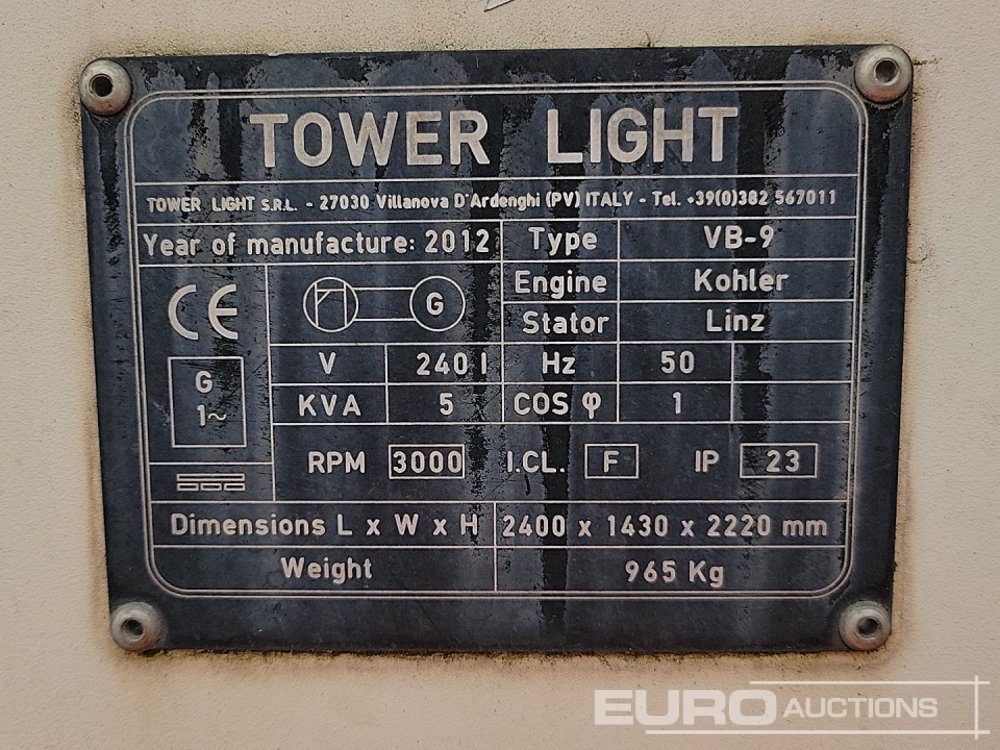 TOWER LIGHT
TOWER LIGHT S.R.L. - 27030 Villanova D'Ardenghi (PV) ITALY - Tel. +39(0)382 567011
Year of manufacture: 2012 Type VB-9
Engine Kohler
CE G Stator Linz
V 240 I Hz 50
G
1~ KVA 5 COS φ 1
RPM 3000 I.CL. F IP 23
Dimensions L x W x H 2400 x 1430 x 2220 mm
Weight 965 Kg
EURO AUCTIONS